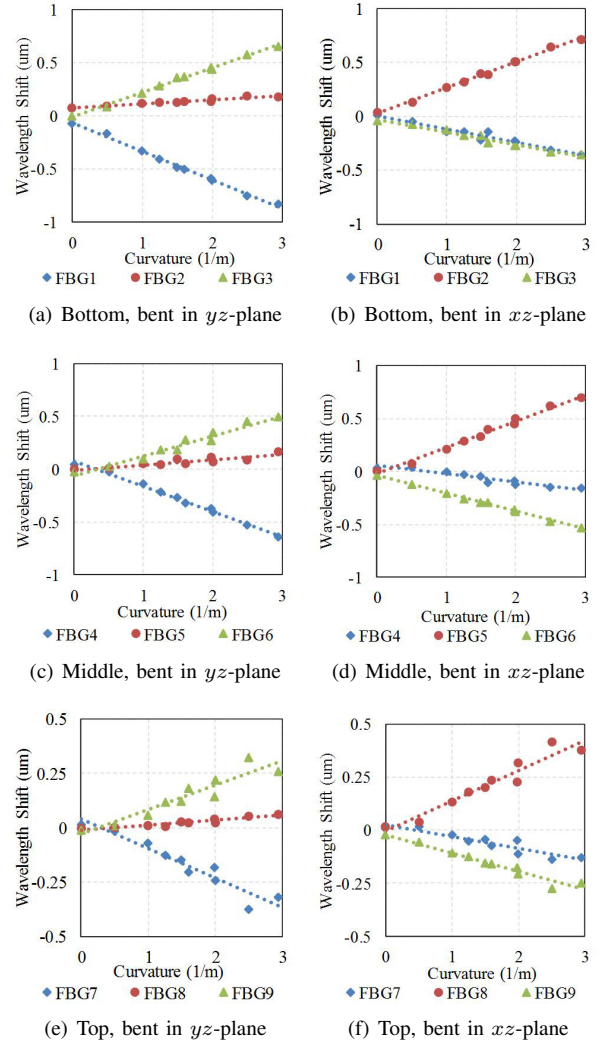 1
0.5
0
-0.5
-1
Wavelength Shift (um)
0 1 2 3
Curvature (1/m)
FBG1 FBG2 FBG3
(a) Bottom, bent in yz-plane
1
0.5
0
-0.5
-1
Wavelength Shift (um)
0 1 2 3
Curvature (1/m)
FBG1 FBG2 FBG3
(b) Bottom, bent in xz-plane
1
0.5
0
-0.5
-1
Wavelength Shift (um)
0 1 2 3
Curvature (1/m)
FBG4 FBG5 FBG6
(c) Middle, bent in yz-plane
1
0.5
0
-0.5
-1
Wavelength Shift (um)
0 1 2 3
Curvature (1/m)
FBG4 FBG5 FBG6
(d) Middle, bent in xz-plane
0.5
0.25
0
-0.25
-0.5
Wavelength Shift (um)
0 1 2 3
Curvature (1/m)
FBG7 FBG8 FBG9
(e) Top, bent in yz-plane
0.5
0.25
0
-0.25
-0.5
Wavelength Shift (um)
0 1 2 3
Curvature (1/m)
FBG7 FBG8 FBG9
(f) Top, bent in xz-plane